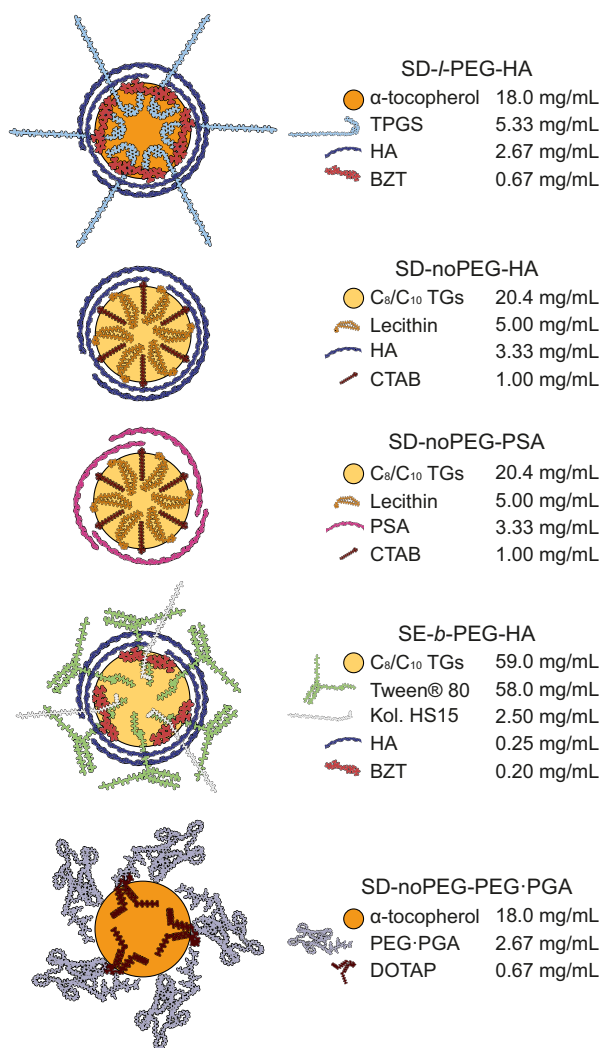 SD-l-PEG-HA
α-tocopherol 18.0 mg/mL
TPGS 5.33 mg/mL
HA 2.67 mg/mL
BZT 0.67 mg/mL
SD-noPEG-HA
C₈/C₁₀ TGs 20.4 mg/mL
Lecithin 5.00 mg/mL
HA 3.33 mg/mL
CTAB 1.00 mg/mL
SD-noPEG-PSA
C₈/C₁₀ TGs 20.4 mg/mL
Lecithin 5.00 mg/mL
PSA 3.33 mg/mL
CTAB 1.00 mg/mL
SE-b-PEG-HA
C₈/C₁₀ TGs 59.0 mg/mL
Tween® 80 58.0 mg/mL
Kol. HS15 2.50 mg/mL
HA 0.25 mg/mL
BZT 0.20 mg/mL
SD-noPEG-PEG·PGA
α-tocopherol 18.0 mg/mL
PEG·PGA 2.67 mg/mL
DOTAP 0.67 mg/mL